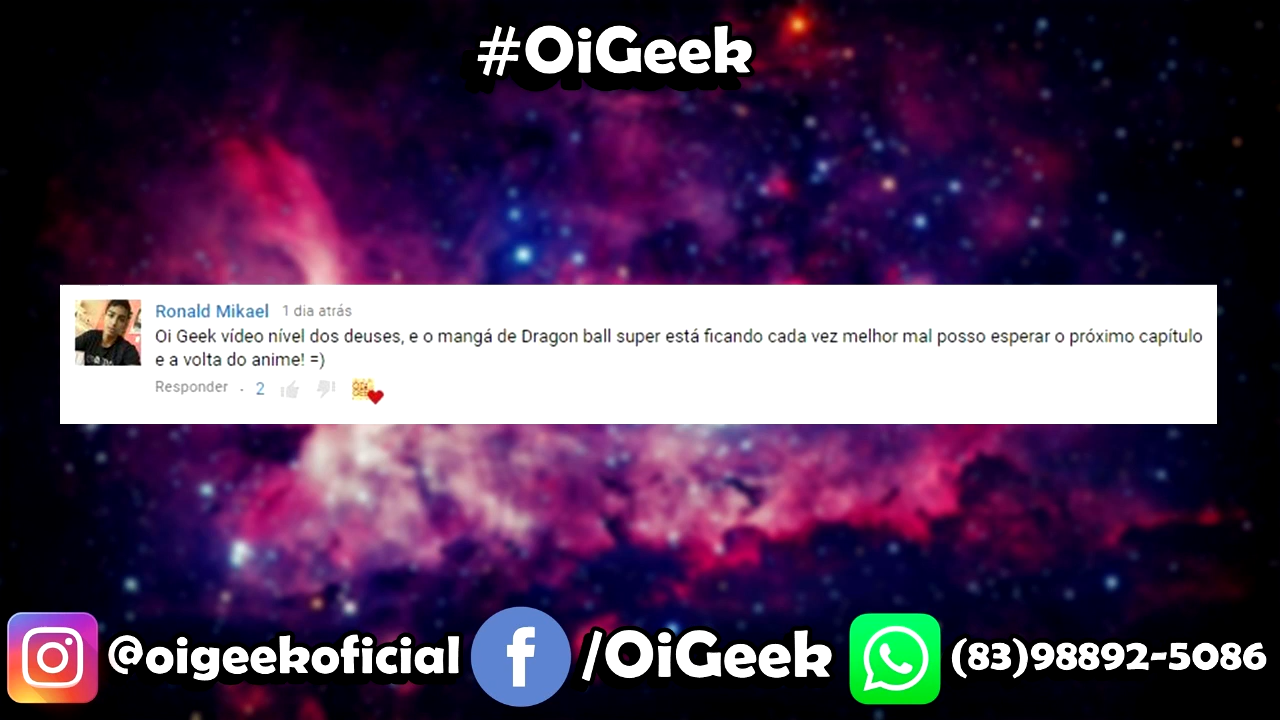 #OiGeek
Ronald Mikael 1 dia atrás
Oi Geek vídeo nível dos deuses, e o mangá de Dragon ball super está ficando cada vez melhor mal posso esperar o próximo capítulo
e a volta do anime! =)
Responder · 2
@oigeekoficial /OiGeek (83)98892-5086